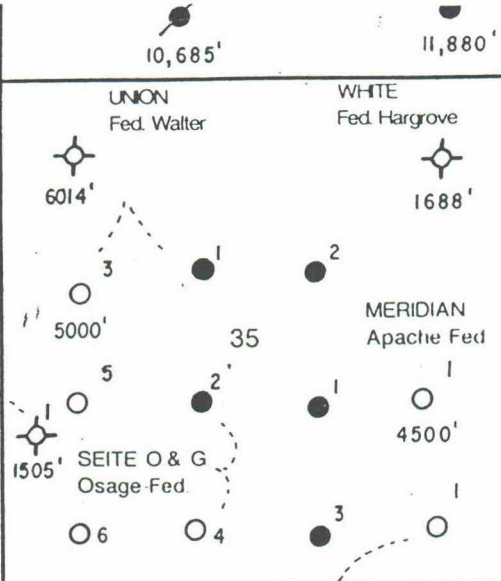 10,685'
11,880'
UNION
Fed. Walter
WHITE
Fed. Hargrove
6014'
1688'
1
2
3
5000'
35
MERIDIAN
Apache Fed
5
2'
1
1
4500'
1
1505'
SEITE O & G
Osage Fed.
6
4
3
1